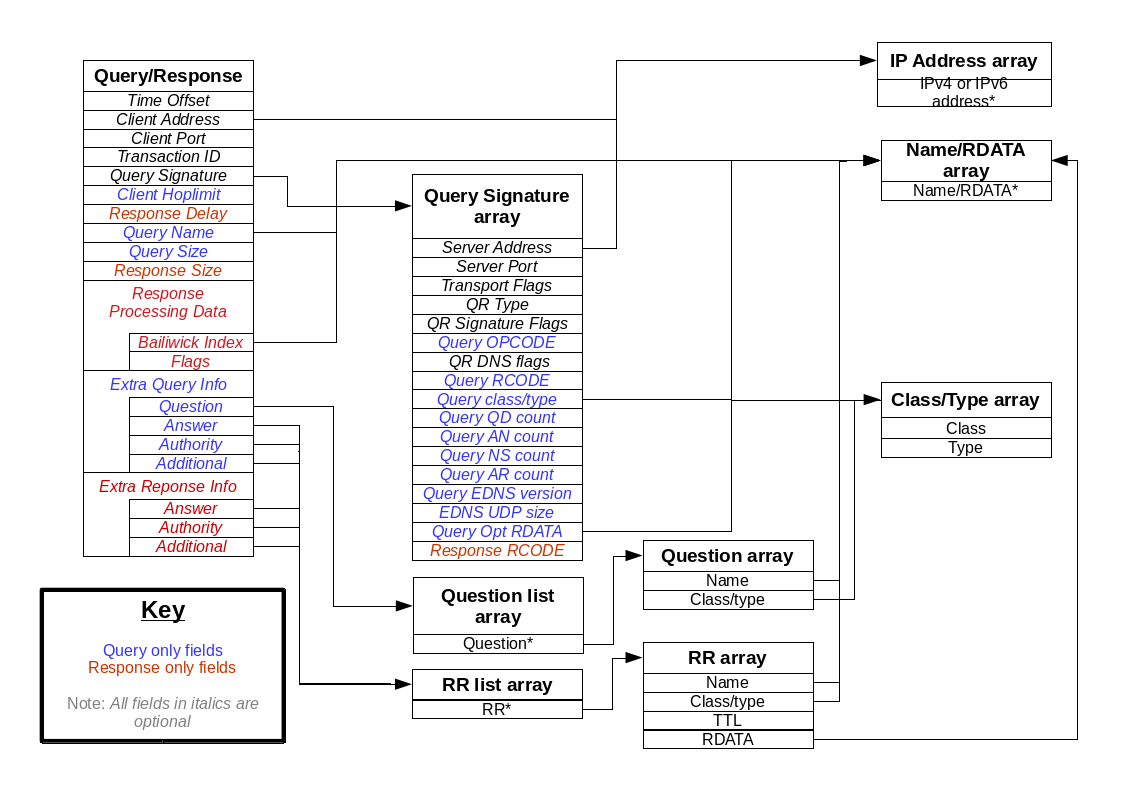 Query/Response
Time Offset
Client Address
Client Port
Transaction ID
Query Signature
Client Hoplimit
Response Delay
Query Name
Query Size
Response Size
Response
Processing Data
Bailiwick Index
Flags
Extra Query Info
Question
Answer
Authority
Additional
Extra Reponse Info
Answer
Authority
Additional
Key
Query only fields
Response only fields
Note: All fields in italics are
optional
Query Signature
array
Server Address
Server Port
Transport Flags
QR Type
QR Signature Flags
Query OPCODE
QR DNS flags
Query RCODE
Query class/type
Query QD count
Query AN count
Query NS count
Query AR count
Query EDNS version
EDNS UDP size
Query Opt RDATA
Response RCODE
Question list
array
Question*
RR list array
RR*
Question array
Name
Class/type
RR array
Name
Class/type
TTL
RDATA
IP Address array
IPv4 or IPv6
address*
Name/RDATA
array
Name/RDATA*
Class/Type array
Class
Type